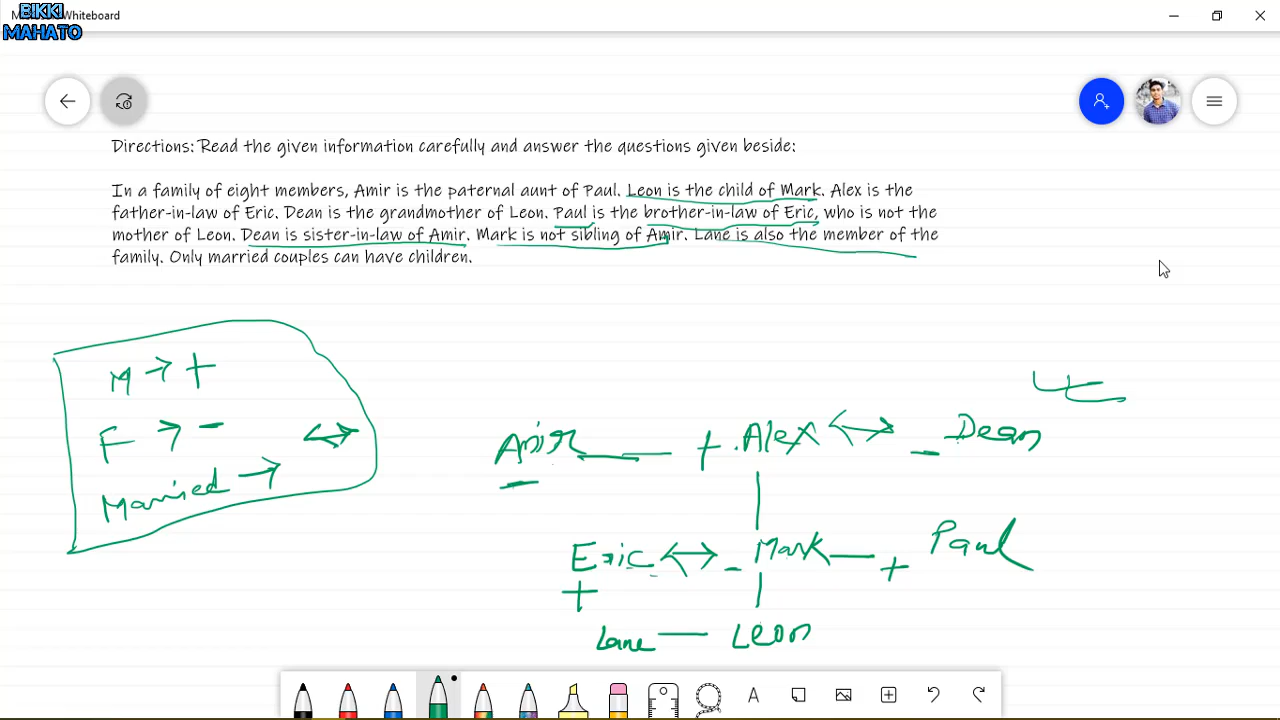 Whiteboard
BIKKI
MAHATO
Directions: Read the given information carefully and answer the questions given beside:
In a family of eight members, Amir is the paternal aunt of Paul. Leon is the child of Mark. Alex is the
father-in-law of Eric. Dean is the grandmother of Leon. Paul is the brother-in-law of Eric, who is not the
mother of Leon. Dean is sister-in-law of Amir. Mark is not sibling of Amir. Lane is also the member of the
family. Only married couples can have children.
M → +
F → -
Married → ↔
Amir — + Alex ↔ - Dean
Eric ↔ - Mark — + Paul
+
Lane — Leon
A